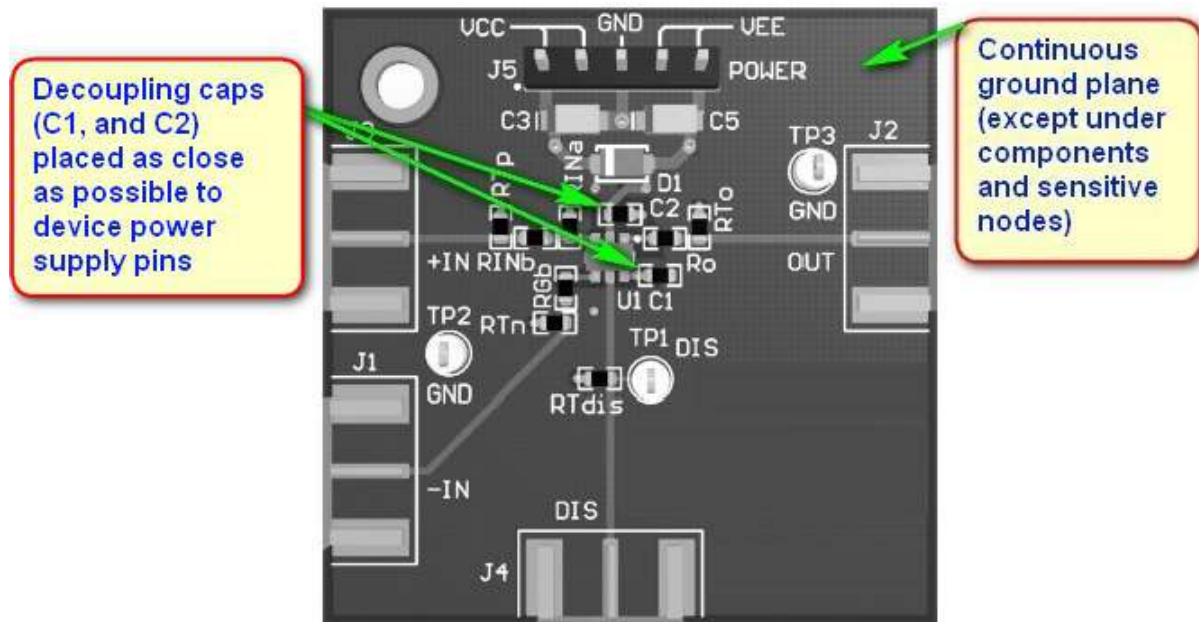 Decoupling caps
(C1, and C2)
placed as close
as possible to
device power
supply pins
VCC
GND
VEE
J5
POWER
C3
C5
Continuous
ground plane
(except under
components
and sensitive
nodes)
TP3
J2
GND
D1
RINa
C2
RTo
+IN
RINb
Ro
OUT
RGb
U1
C1
RTn
TP2
GND
TP1
DIS
J1
RTdis
-IN
DIS
J4